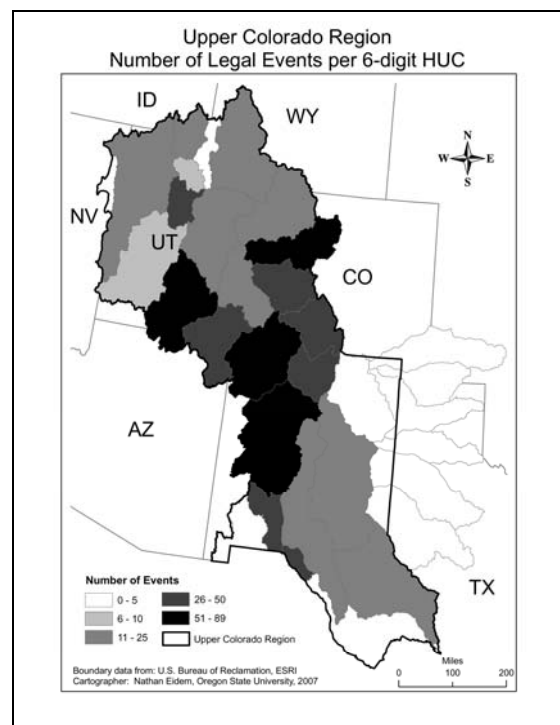 Upper Colorado Region
Number of Legal Events per 6-digit HUC
ID
WY
N
W E
S
NV
UT
CO
AZ
TX
Number of Events
0 - 5
26 - 50
6 - 10
51 - 89
11 - 25
Upper Colorado Region
Boundary data from: U.S. Bureau of Reclamation, ESRI
Cartographer: Nathan Eidem, Oregon State University, 2007
Miles
0 100 200